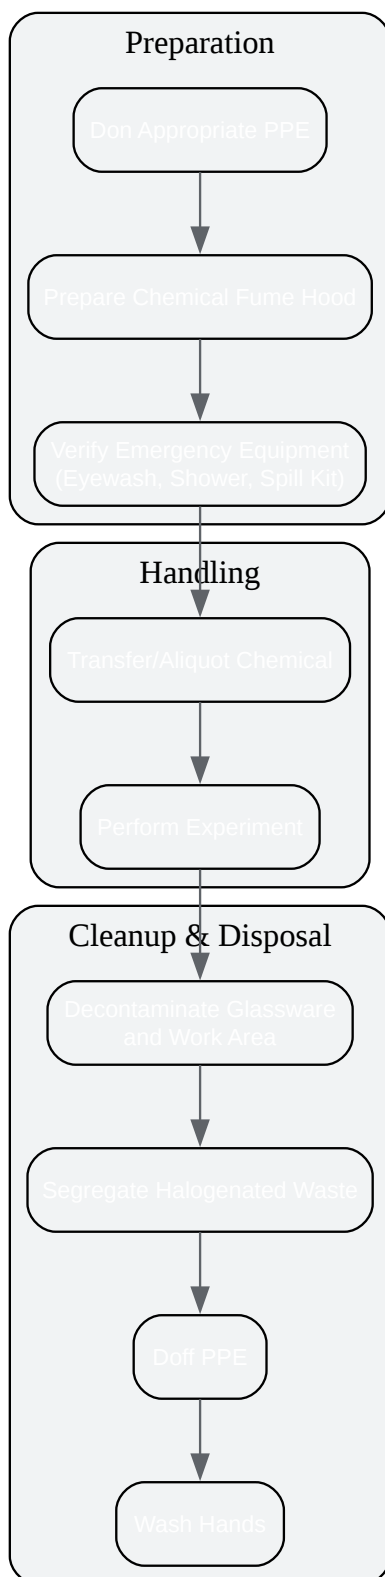 Preparation
Don Appropriate PPE
Prepare Chemical Fume Hood
Verify Emergency Equipment
(Eyewash, Shower, Spill Kit)
Handling
Transfer/Aliquot Chemical
Perform Experiment
Cleanup & Disposal
Decontaminate Glassware
and Work Area
Segregate Halogenated Waste
Doff PPE
Wash Hands